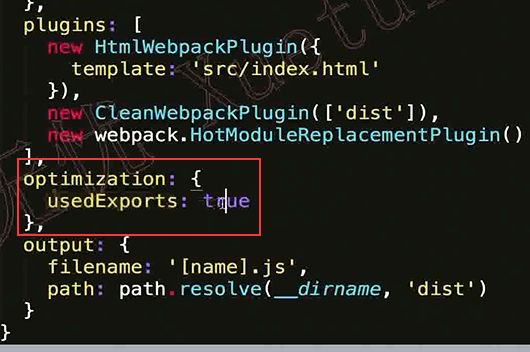 },
plugins: [
new HtmlWebpackPlugin({
template: 'src/index.html'
}),
new CleanWebpackPlugin(['dist']),
new webpack.HotModuleReplacementPlugin()
],
optimization: {
usedExports: true
},
output: {
filename: '[name].js',
path: path.resolve(__dirname, 'dist')
}
}